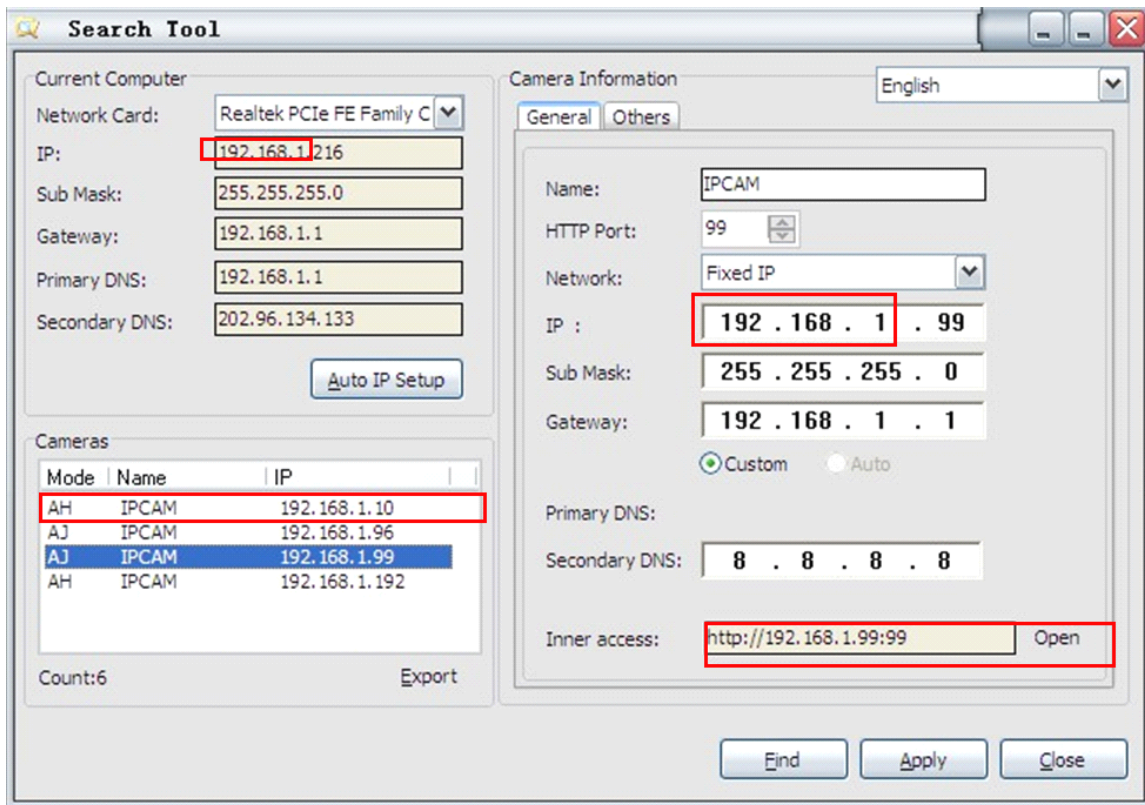 Search Tool
Current Computer
Network Card: Realtek PCIe FE Family C
IP: 192.168.1.216
Sub Mask: 255.255.255.0
Gateway: 192.168.1.1
Primary DNS: 192.168.1.1
Secondary DNS: 202.96.134.133
Auto IP Setup
Cameras
Mode Name IP
AH IPCAM 192.168.1.10
AJ IPCAM 192.168.1.96
AJ IPCAM 192.168.1.99
AH IPCAM 192.168.1.192
Count:6 Export
Camera Information English
General Others
Name: IPCAM
HTTP Port: 99
Network: Fixed IP
IP : 192 . 168 . 1 . 99
Sub Mask: 255 . 255 . 255 . 0
Gateway: 192 . 168 . 1 . 1
Custom Auto
Primary DNS:
Secondary DNS: 8 . 8 . 8 . 8
Inner access: http://192.168.1.99:99 Open
Find Apply Close